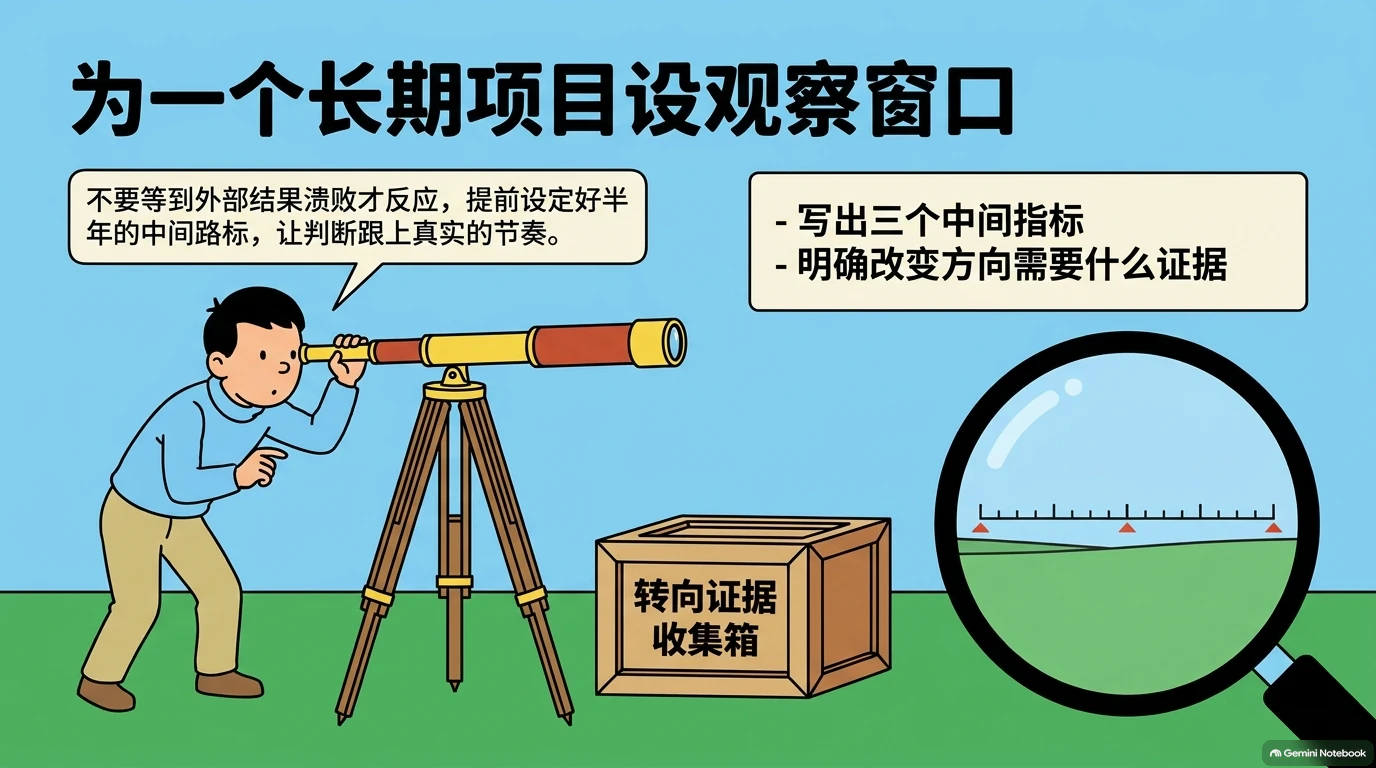 为一个长期项目设观察窗口
不要等到外部结果溃败才反应，提前设定好半
年的中间路标，让判断跟上真实的节奏。
- 写出三个中间指标
- 明确改变方向需要什么证据
转向证据
收集箱
Gemini Notebook